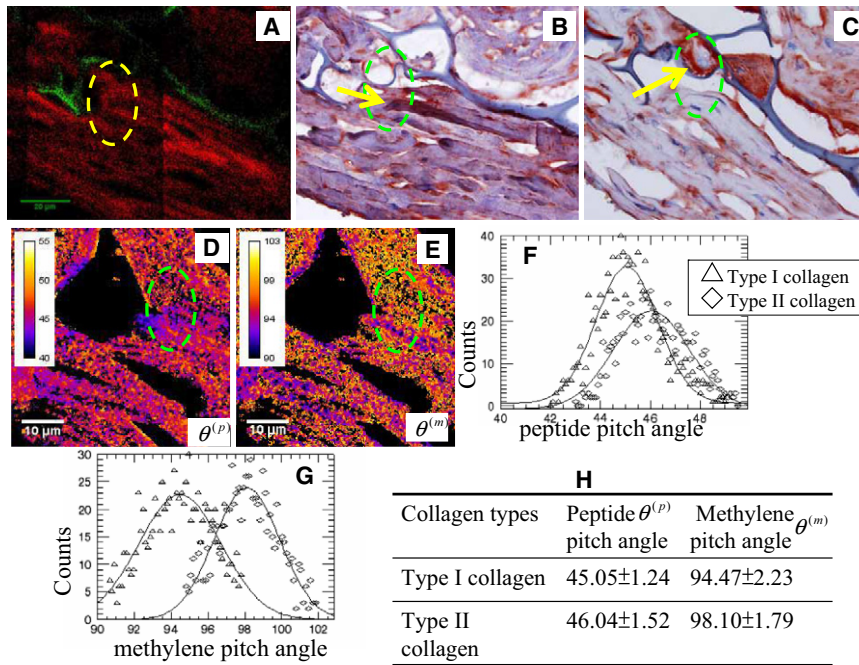 A
B
C
20 μm
D
E
55
50
45
40
103
100
95
90
10 μm
θ(p)
10 μm
θ(m)
F
40
30
20
10
0
Counts
40 42 44 46 48
peptide pitch angle
Type I collagen
Type II collagen
G
30
25
20
15
10
5
0
Counts
90 92 94 96 98 100 102
methylene pitch angle
H
Collagen types Peptide θ(p) pitch angle Methylene pitch angle θ(m)
Type I collagen 45.05±1.24 94.47±2.23
Type II collagen 46.04±1.52 98.10±1.79